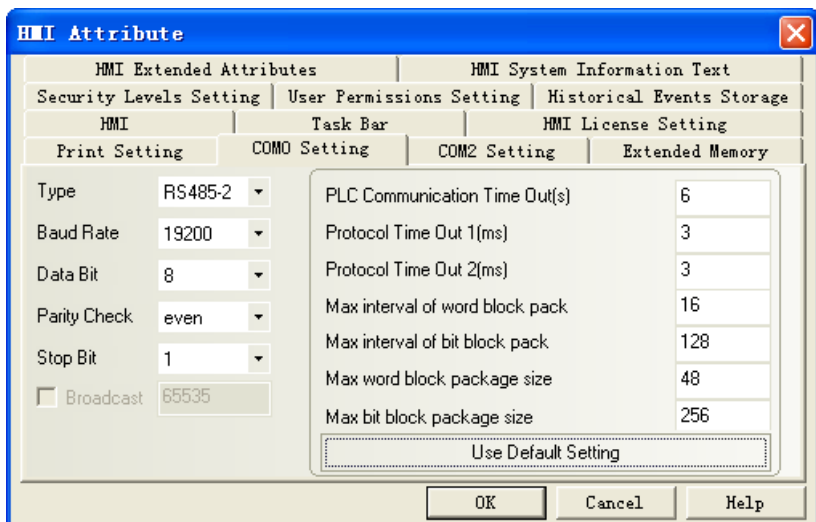 HMI Attribute
HMI Extended Attributes HMI System Information Text
Security Levels Setting User Permissions Setting Historical Events Storage
HMI Task Bar HMI License Setting
Print Setting COM0 Setting COM2 Setting Extended Memory
Type RS485-2
Baud Rate 19200
Data Bit 8
Parity Check even
Stop Bit 1
Broadcast 65535
PLC Communication Time Out(s) 6
Protocol Time Out 1(ms) 3
Protocol Time Out 2(ms) 3
Max interval of word block pack 16
Max interval of bit block pack 128
Max word block package size 48
Max bit block package size 256
Use Default Setting
OK Cancel Help